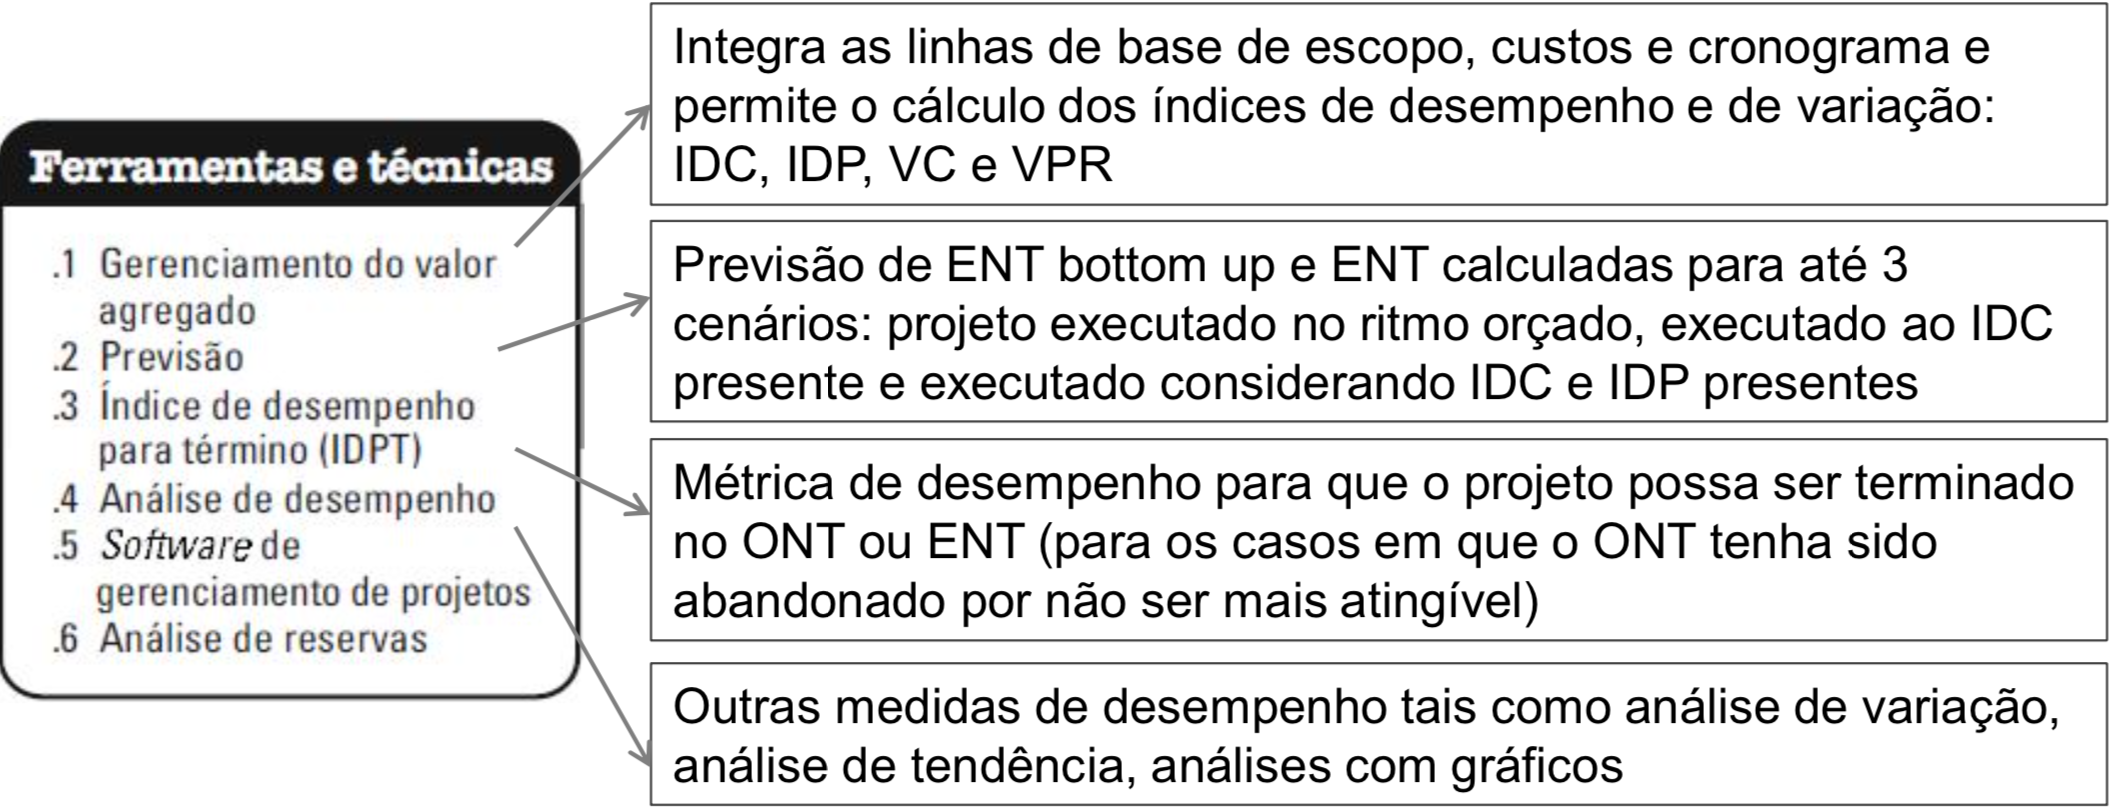 Ferramentas e técnicas
.1 Gerenciamento do valor
agregado
.2 Previsão
.3 Índice de desempenho
para término (IDPT)
.4 Análise de desempenho
.5 Software de
gerenciamento de projetos
.6 Análise de reservas
Integra as linhas de base de escopo, custos e cronograma e
permite o cálculo dos índices de desempenho e de variação:
IDC, IDP, VC e VPR
Previsão de ENT bottom up e ENT calculadas para até 3
cenários: projeto executado no ritmo orçado, executado ao IDC
presente e executado considerando IDC e IDP presentes
Métrica de desempenho para que o projeto possa ser terminado
no ONT ou ENT (para os casos em que o ONT tenha sido
abandonado por não ser mais atingível)
Outras medidas de desempenho tais como análise de variação,
análise de tendência, análises com gráficos